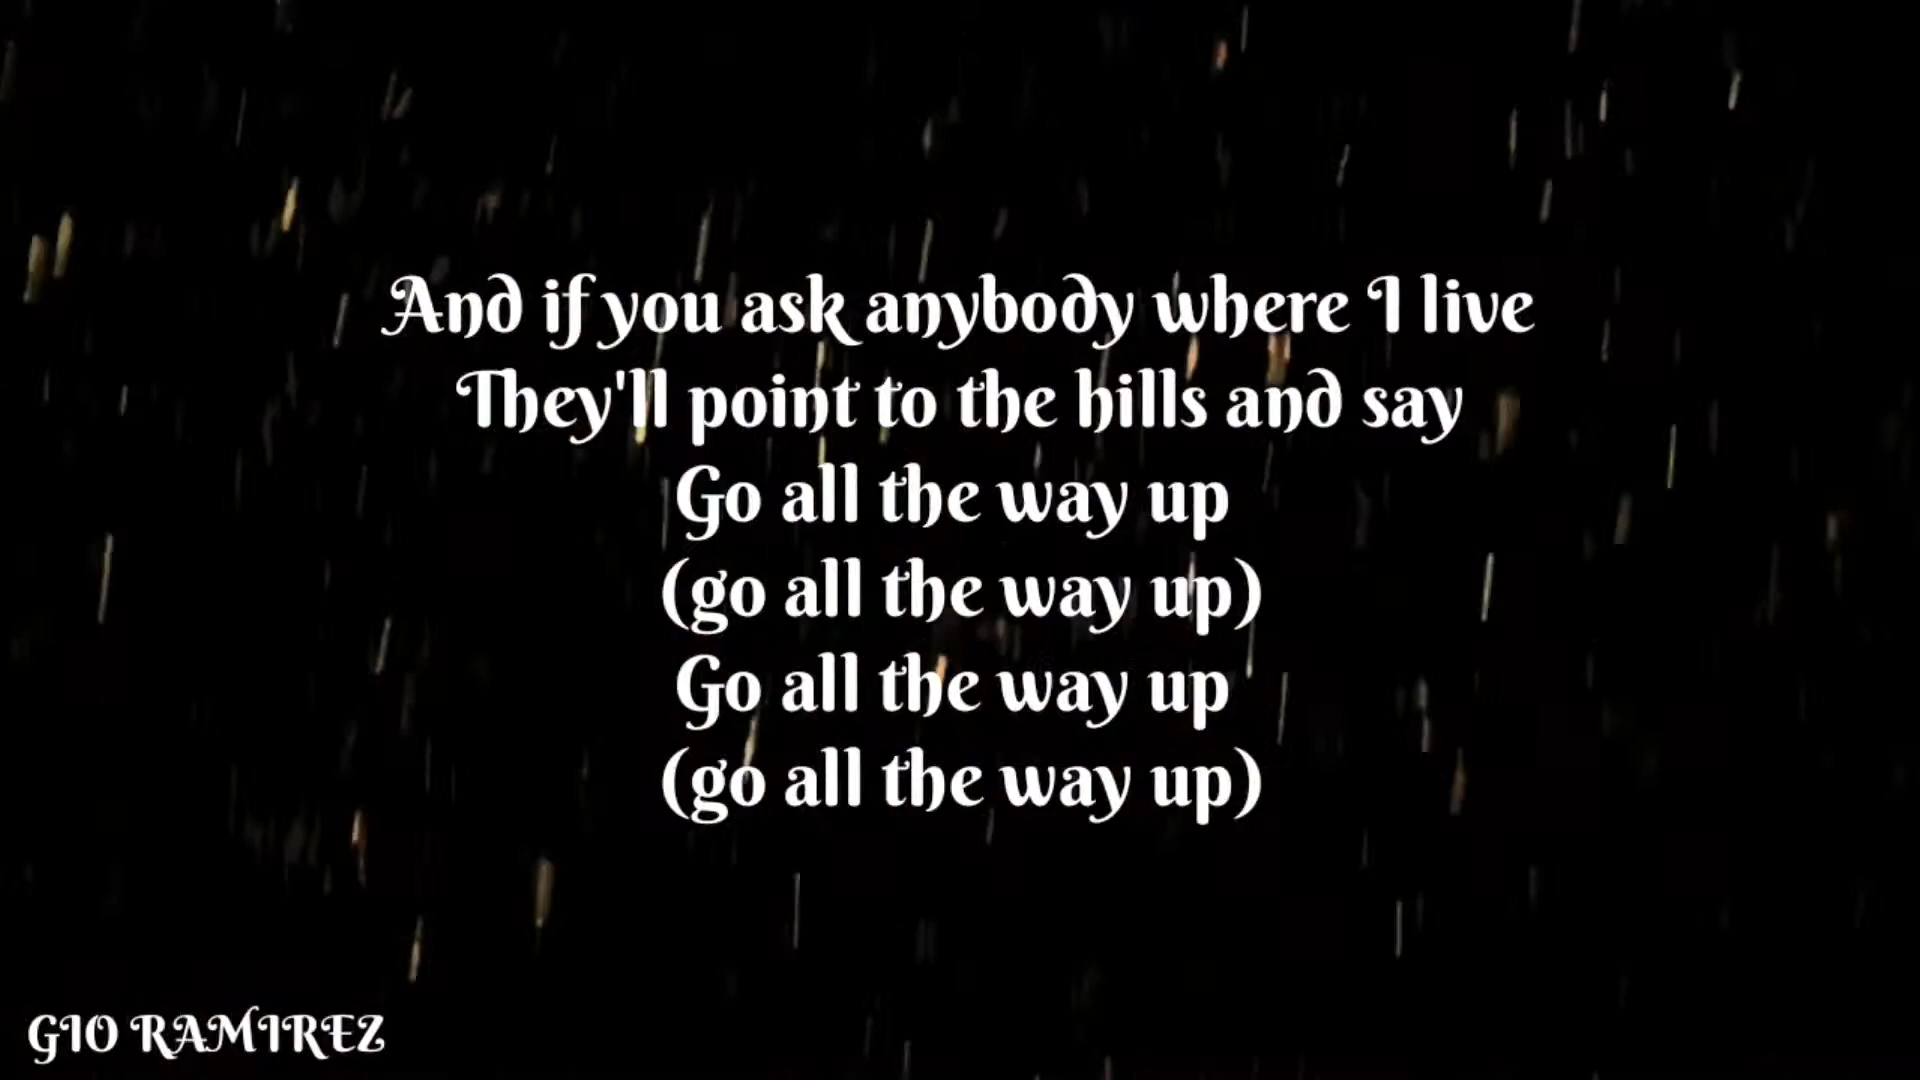 And if you ask anybody where I live
They'll point to the hills and say
Go all the way up
(go all the way up)
Go all the way up
(go all the way up)
GIO RAMIREZ